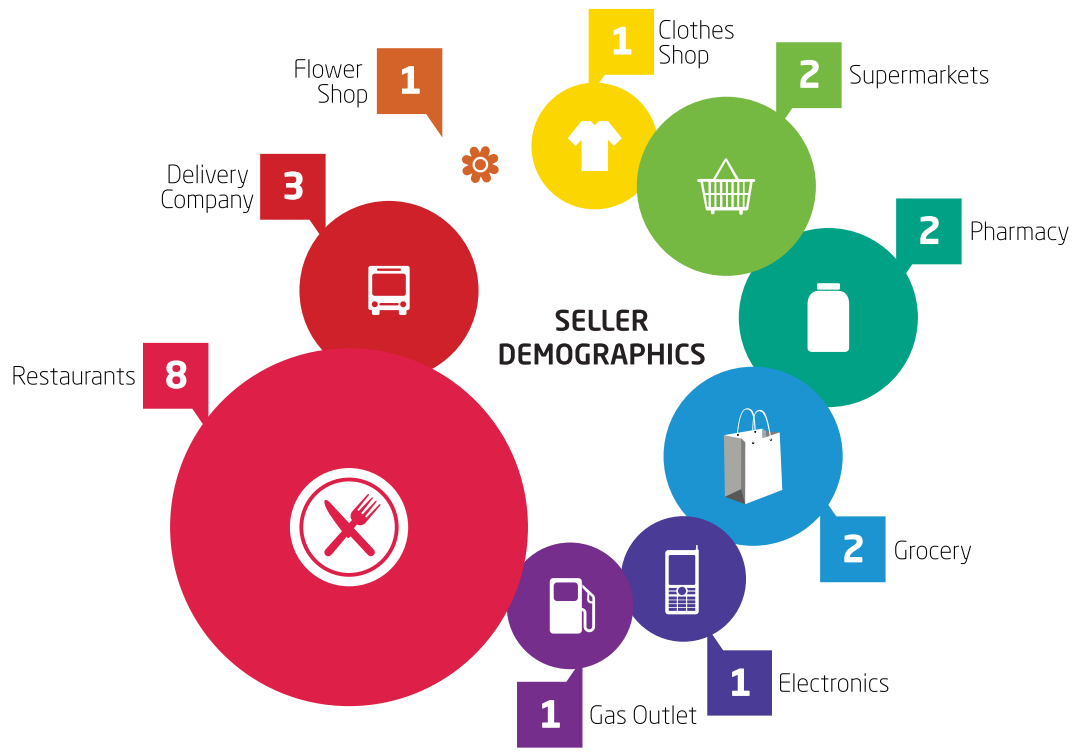 SELLER
DEMOGRAPHICS
1
Clothes
Shop
2
Supermarkets
2
Pharmacy
2
Grocery
1
Electronics
1
Gas Outlet
Restaurants
8
Delivery
Company
3
Flower
Shop
1